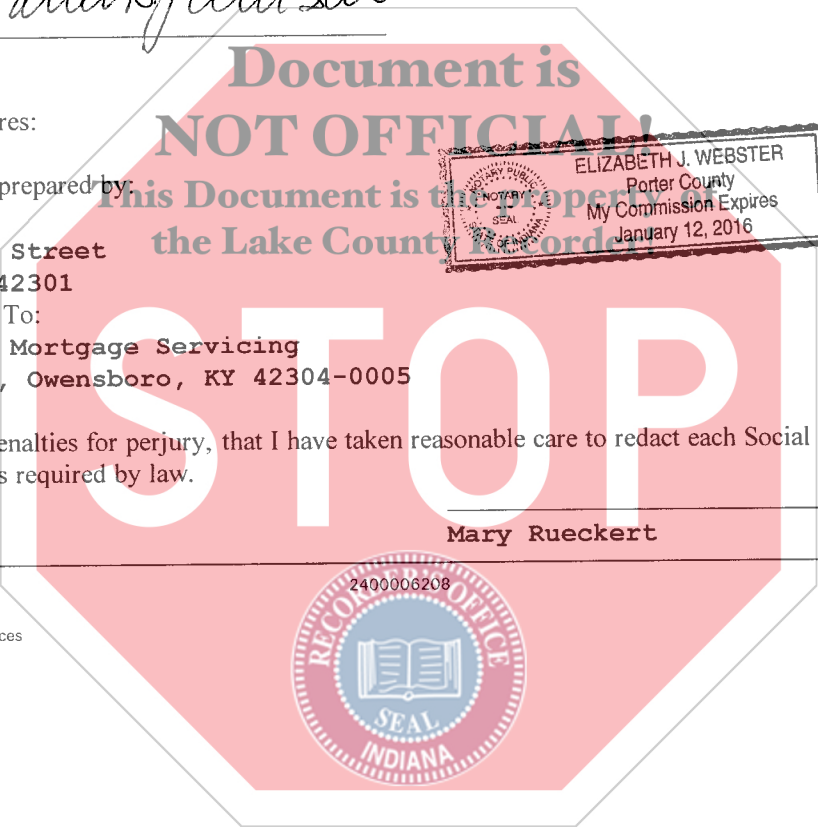 Document is
res:
NOT OFFICIAL!
prepared by:
This Document is the property of
the Lake County Recorder!
ELIZABETH J. WEBSTER
Porter County
My Commission Expires
January 12, 2016
NOTARY PUBLIC
NOTARY
SEAL
STATE OF INDIANA
Street
42301
To:
Mortgage Servicing
, Owensboro, KY 42304-0005
STOP
enalties for perjury, that I have taken reasonable care to redact each Social
s required by law.
Mary Rueckert
2400006208
RECORDER'S OFFICE
SEAL
INDIANA
ces